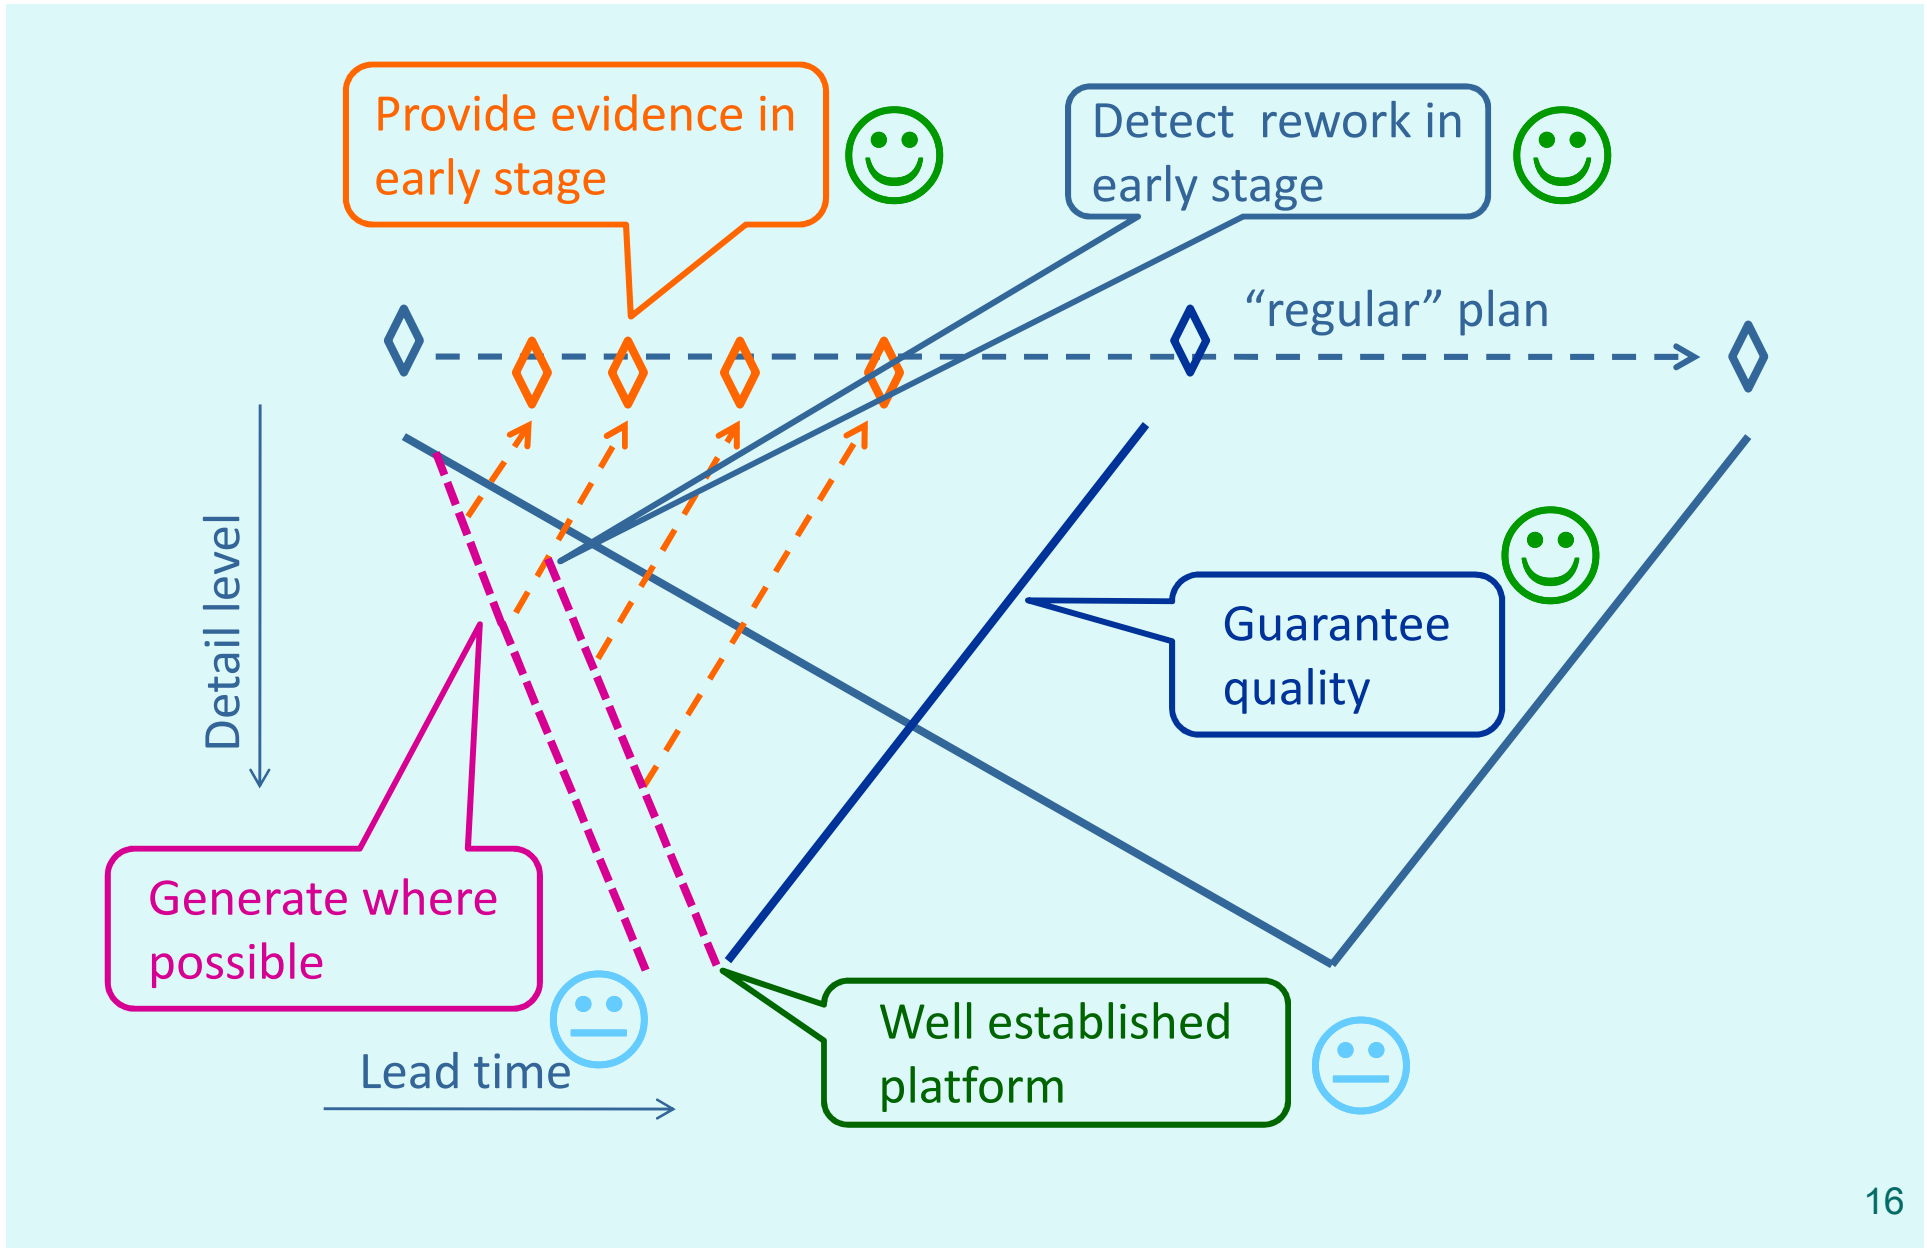 Provide evidence in
early stage
Detect  rework in
early stage
“regular” plan
Detail level
Guarantee
quality
Generate where
possible
Well established
platform
Lead time
16